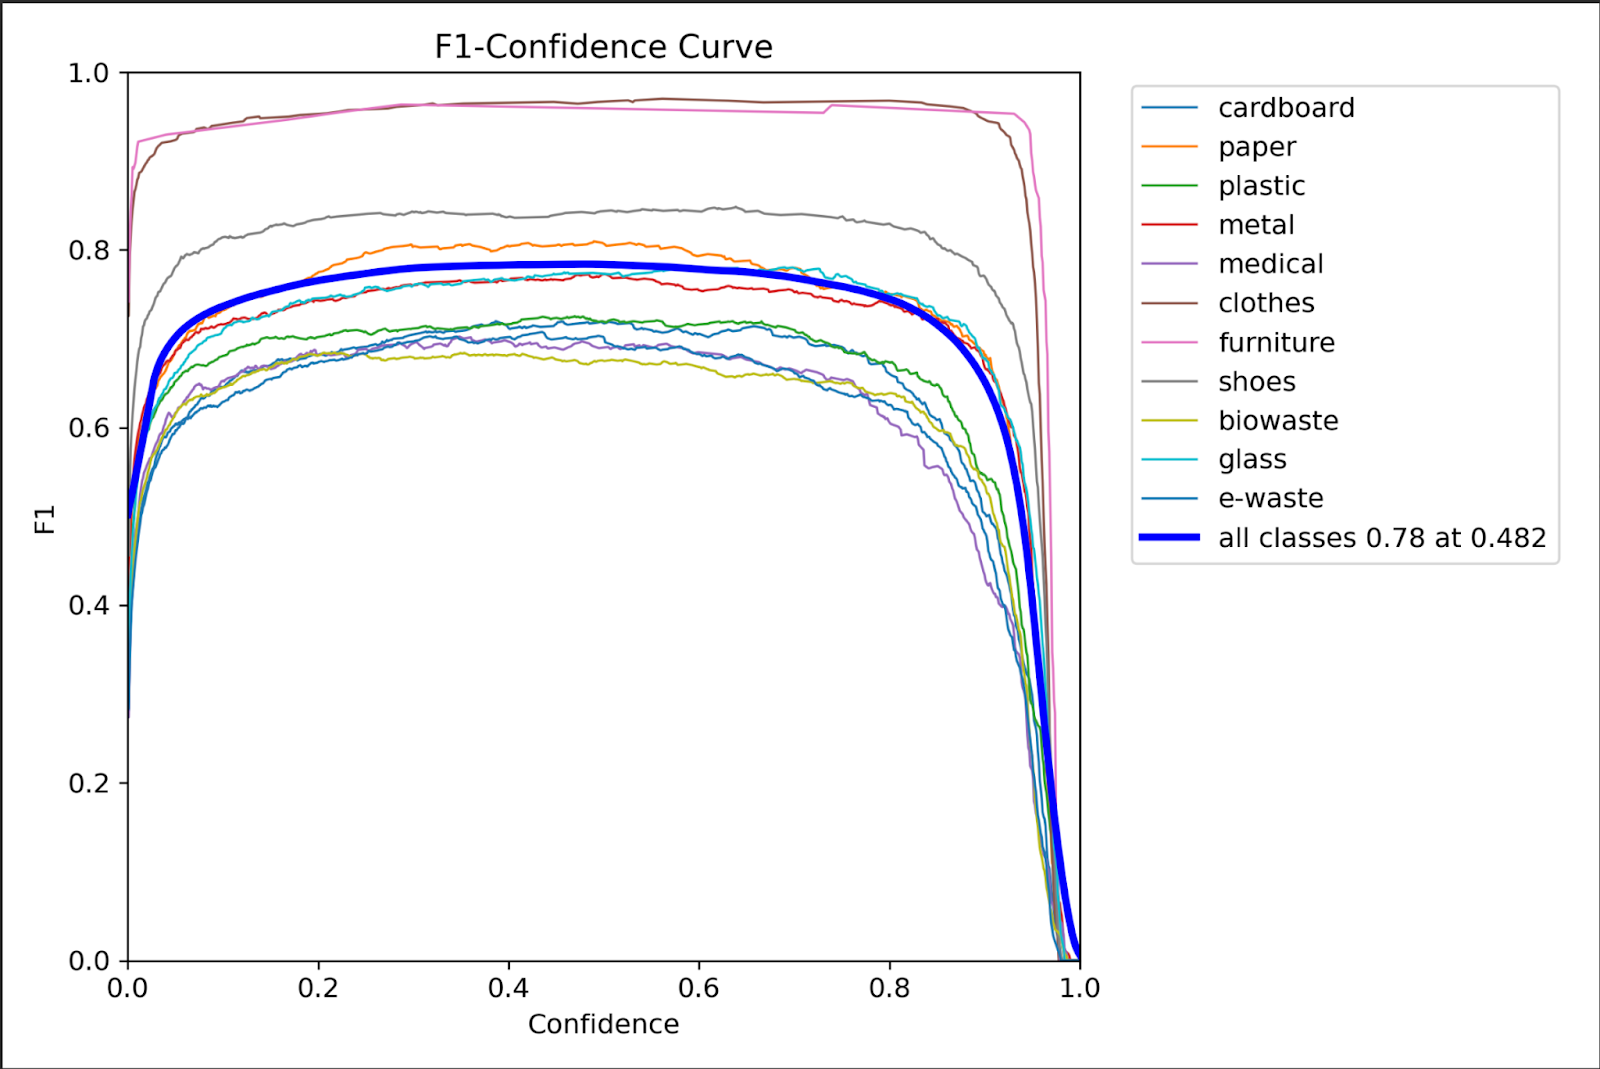 F1-Confidence Curve
1.0
0.8
0.6
0.4
0.2
0.0
F1
0.0 0.2 0.4 0.6 0.8 1.0
Confidence
cardboard
paper
plastic
metal
medical
clothes
furniture
shoes
biowaste
glass
e-waste
all classes 0.78 at 0.482